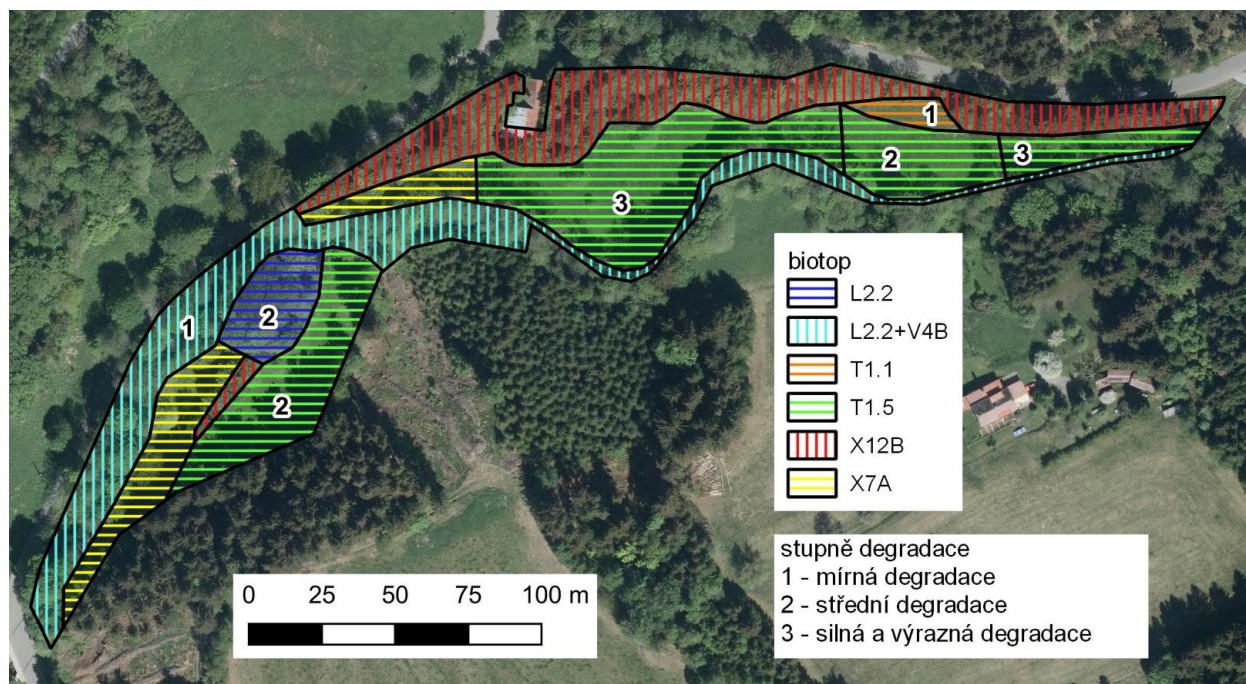 1
2
3
3
1
2
2
biotop
L2.2
L2.2+V4B
T1.1
T1.5
X12B
X7A
0 25 50 75 100 m
stupně degradace
1 - mírná degradace
2 - střední degradace
3 - silná a výrazná degradace